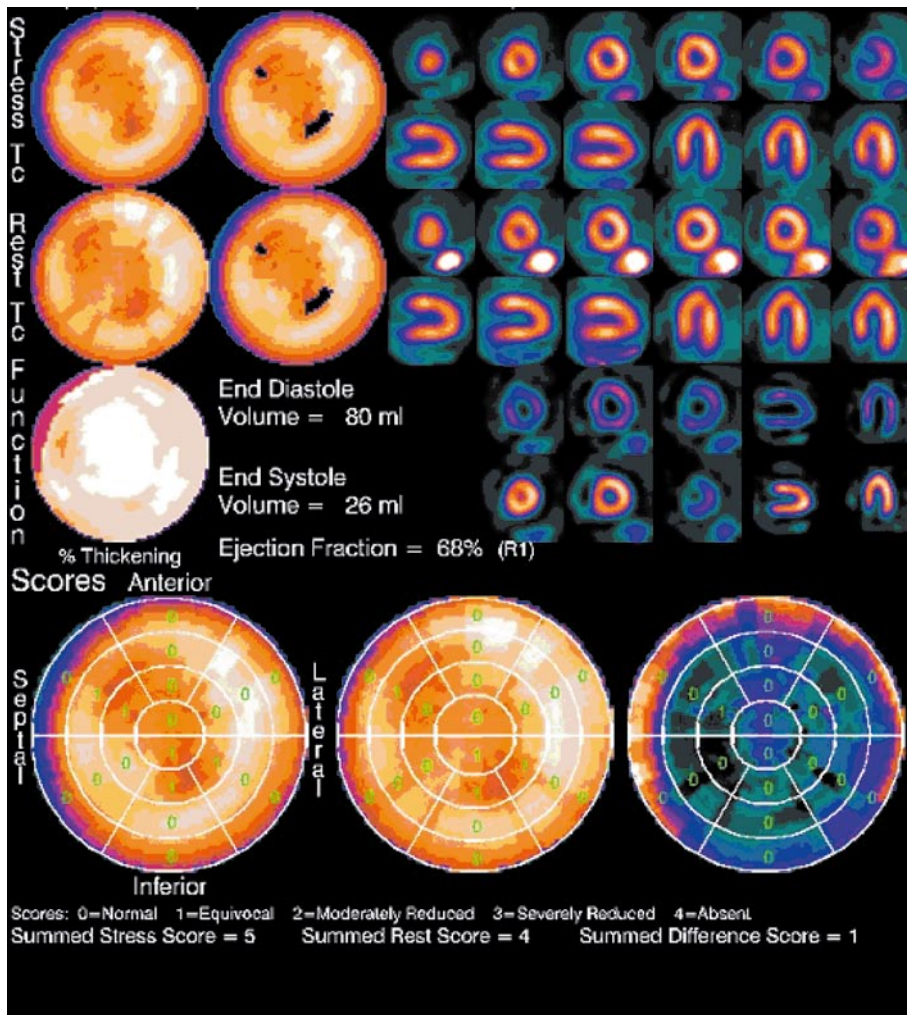 Stress Tc
Rest Tc
Function
End Diastole
Volume = 80 ml
End Systole
Volume = 26 ml
Ejection Fraction = 68% (R1)
% Thickening
Scores Anterior
Septal
Lateral
Inferior
Scores: 0=Normal 1=Equivocal 2=Moderately Reduced 3=Severely Reduced 4=Absent
Summed Stress Score = 5 Summed Rest Score = 4 Summed Difference Score = 1